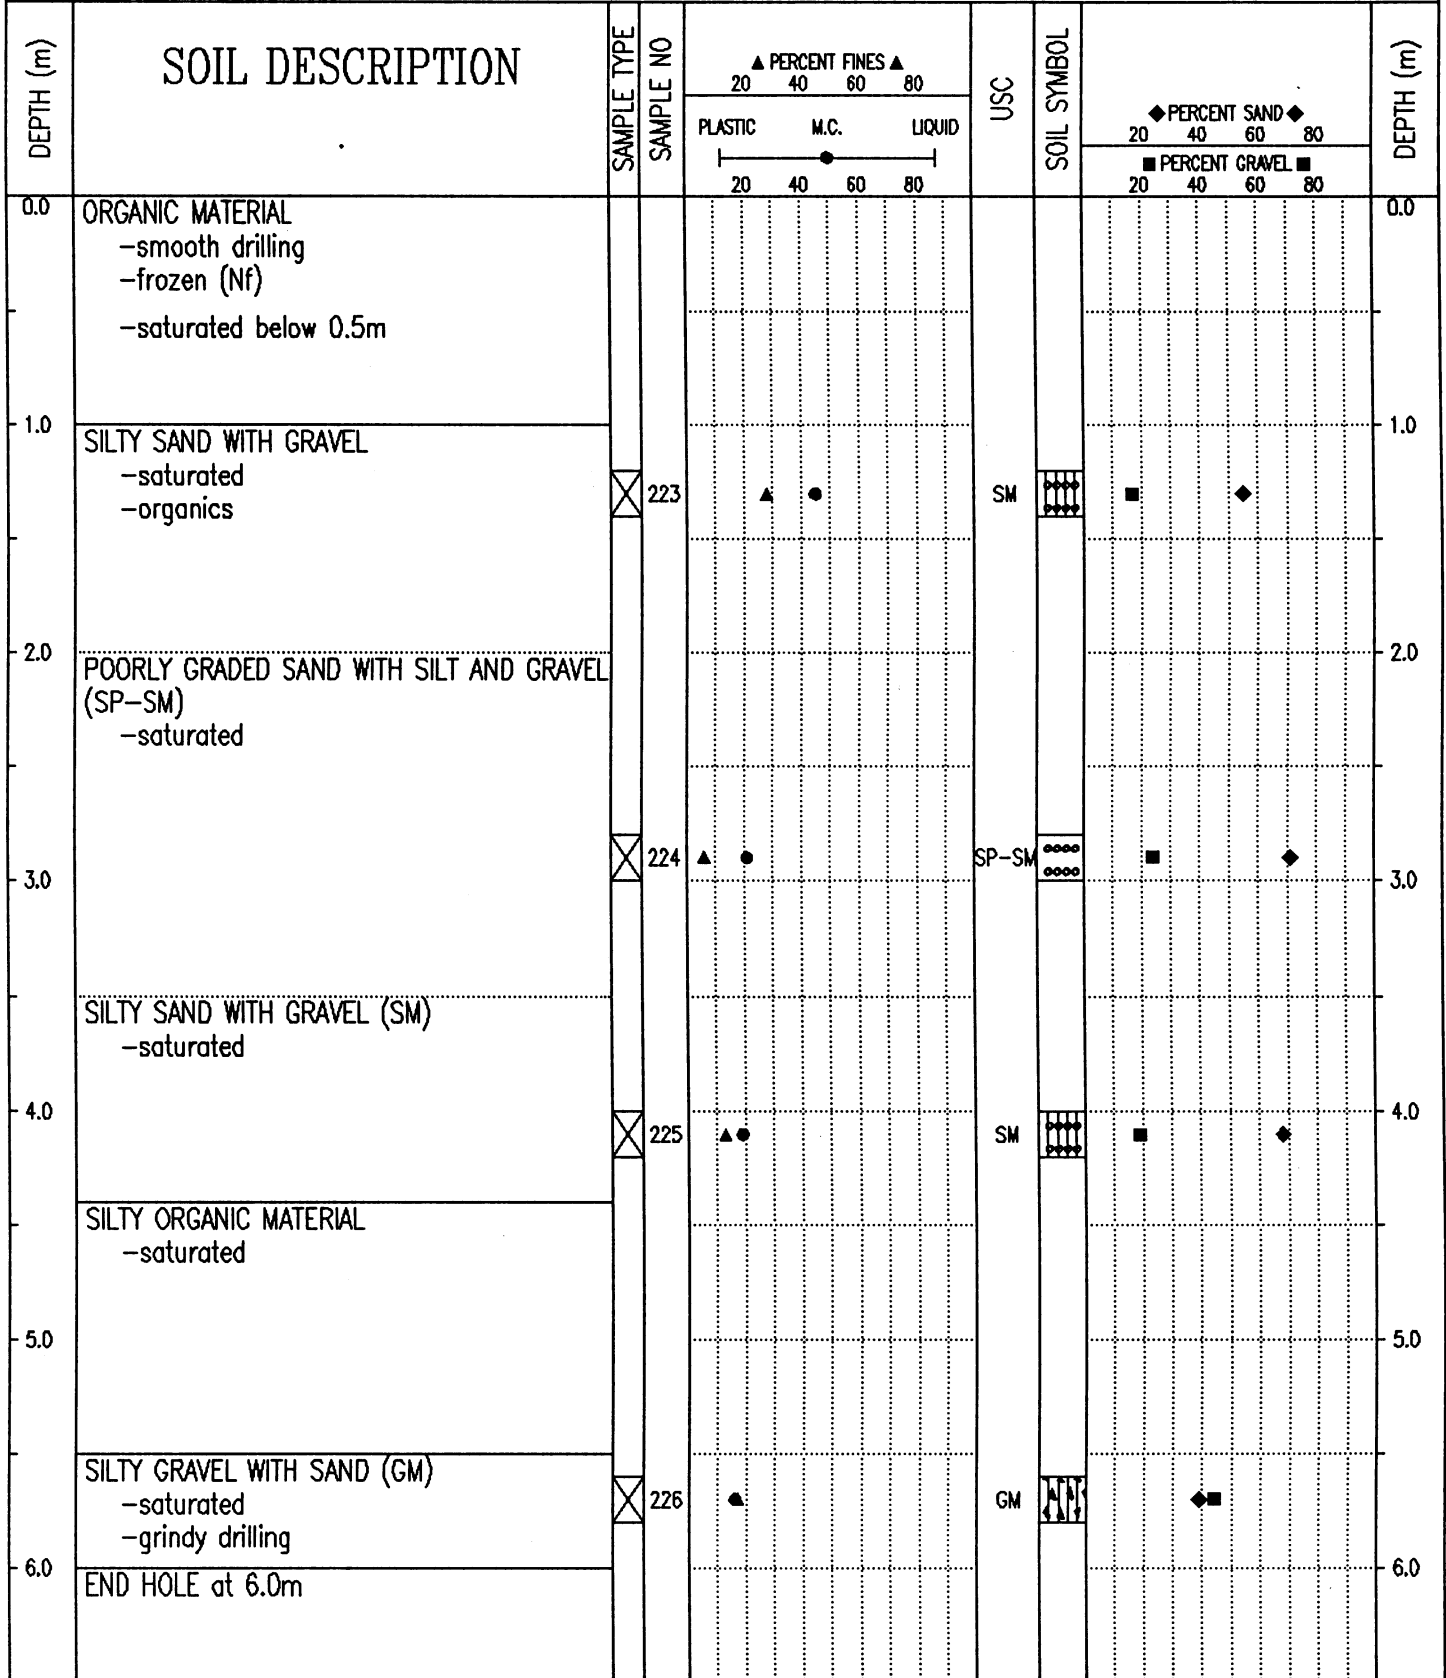 DEPTH (m)
SOIL DESCRIPTION
SAMPLE TYPE
SAMPLE NO
▲ PERCENT FINES ▲
20 40 60 80
PLASTIC M.C. LIQUID
20 40 60 80
USC
SOIL SYMBOL
◆ PERCENT SAND ◆
20 40 60 80
■ PERCENT GRAVEL ■
20 40 60 80
DEPTH (m)
0.0 ORGANIC MATERIAL 0.0
-smooth drilling
-frozen (Nf)
-saturated below 0.5m
1.0 1.0
SILTY SAND WITH GRAVEL
-saturated
-organics
223 SM
2.0 2.0
POORLY GRADED SAND WITH SILT AND GRAVEL
(SP-SM)
-saturated
224 SP-SM
3.0 3.0
SILTY SAND WITH GRAVEL (SM)
-saturated
4.0 4.0
225 SM
SILTY ORGANIC MATERIAL
-saturated
5.0 5.0
SILTY GRAVEL WITH SAND (GM)
-saturated
226 GM
-grindy drilling
6.0 6.0
END HOLE at 6.0m